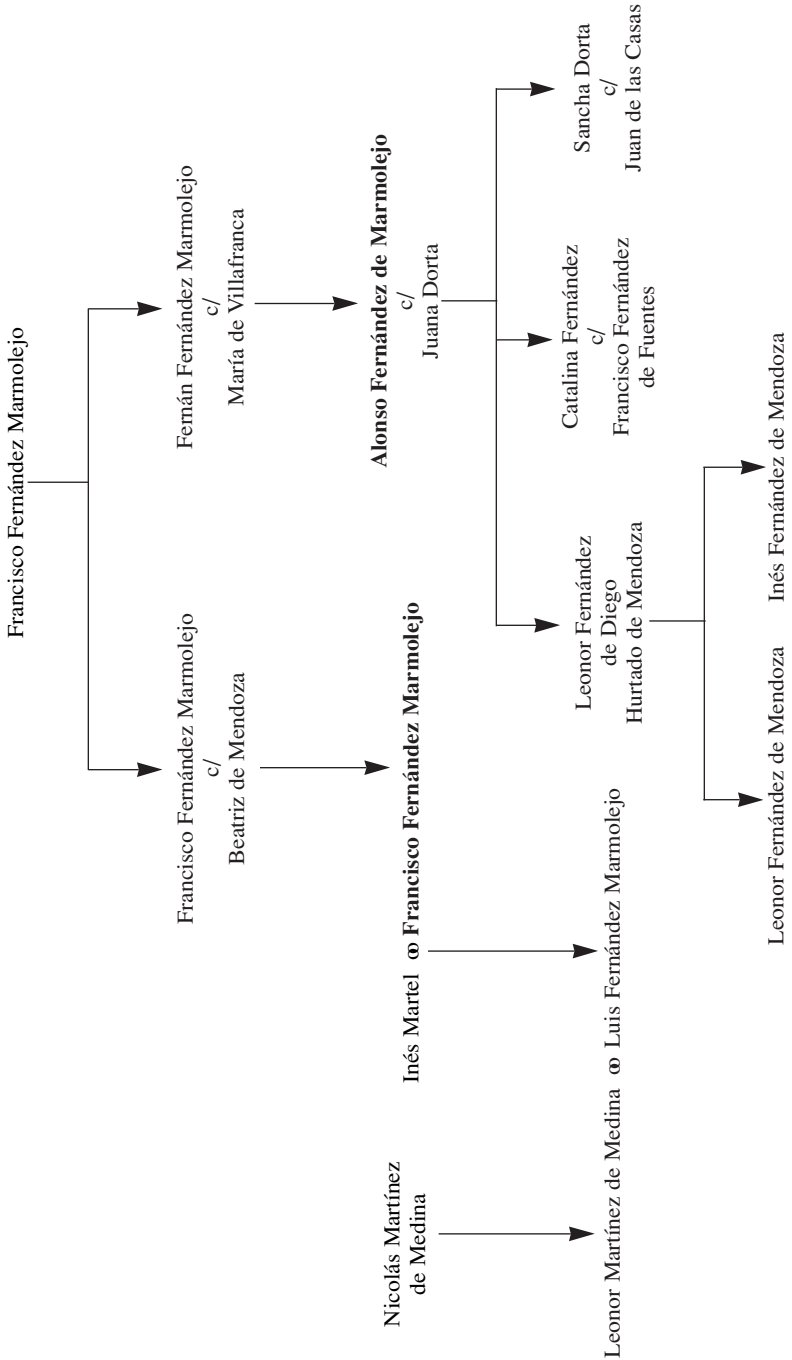 Francisco Fernández Marmolejo
Francisco Fernández Marmolejo
c/
Beatriz de Mendoza
Fernán Fernández Marmolejo
c/
María de Villafranca
Nicolás Martínez
de Medina
Inés Martel ⚭ Francisco Fernández Marmolejo
Alonso Fernández de Marmolejo
c/
Juana Dorta
Leonor Martínez de Medina ⚭ Luis Fernández Marmolejo
Leonor Fernández
de Diego
Hurtado de Mendoza
Catalina Fernández
c/
Francisco Fernández
de Fuentes
Sancha Dorta
c/
Juan de las Casas
Leonor Fernández de Mendoza
Inés Fernández de Mendoza